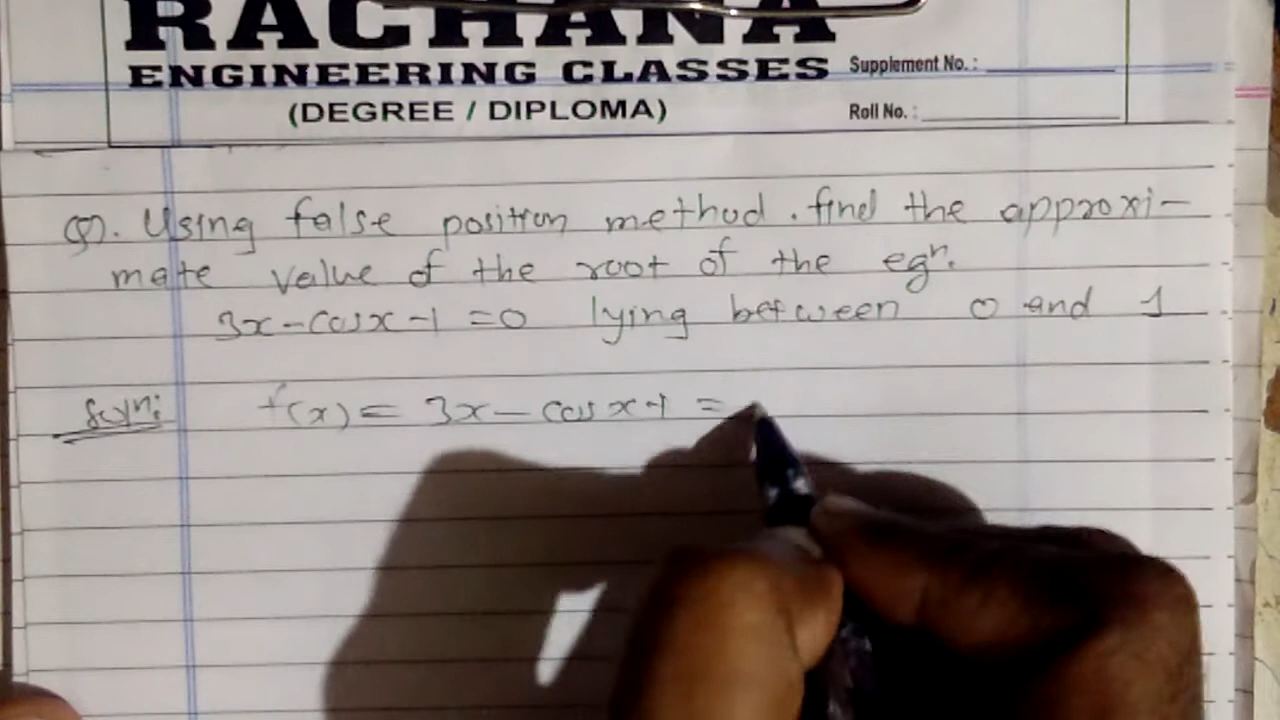 RACHANA
ENGINEERING CLASSES
Supplement No. :
(DEGREE / DIPLOMA)
Roll No. :
Q). Using false position method . find the approxi-
mate value of the root of the eqn.
3x-cosx-1 =0 lying between 0 and 1
Soln:
f(x) = 3x - cos x-1 =